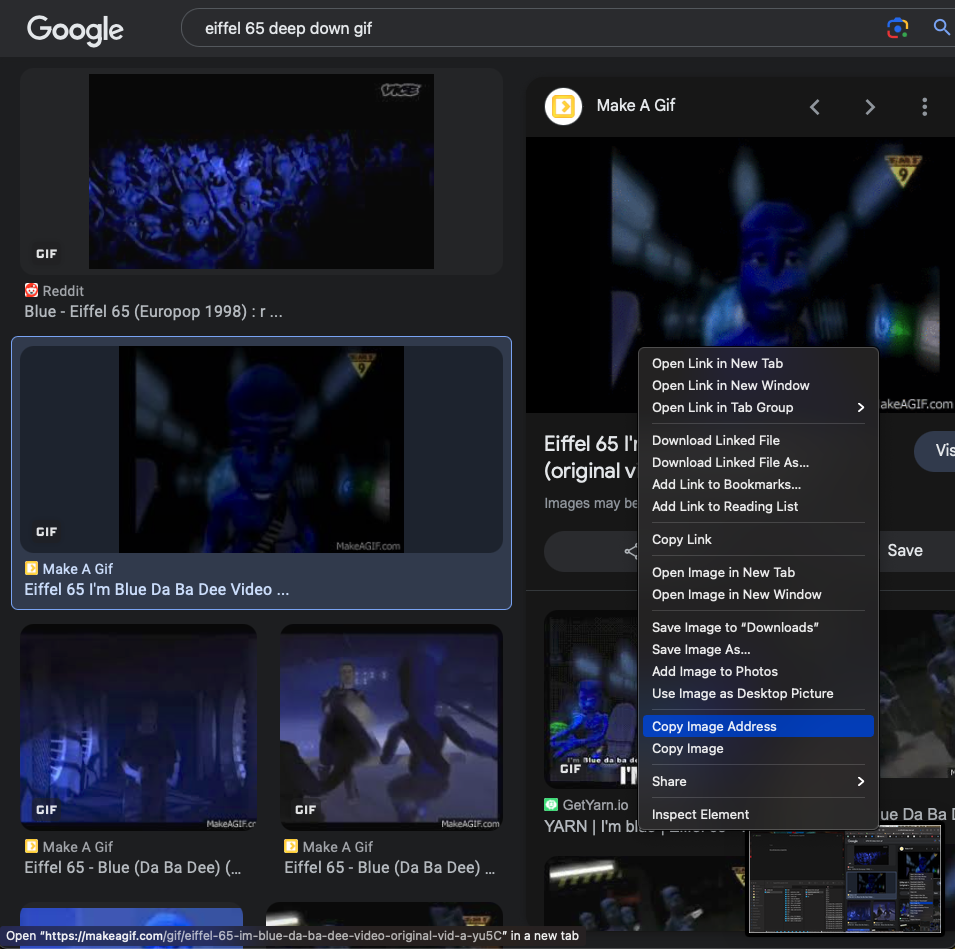 Google
eiffel 65 deep down gif
VICE
GIF
Reddit
Blue - Eiffel 65 (Europop 1998) : r ...
9
GIF
MakeAGIF.com
Make A Gif
Eiffel 65 I'm Blue Da Ba Dee Video ...
GIF
MakeAGIF.com
Make A Gif
Eiffel 65 - Blue (Da Ba Dee) (...
GIF
MakeAGIF.com
Make A Gif
Eiffel 65 - Blue (Da Ba Dee) ...
Make A Gif
9
akeAGIF.com
Eiffel 65 I'
(original v
Vis
Images may be
Save
Open Link in New Tab
Open Link in New Window
Open Link in Tab Group
Download Linked File
Download Linked File As...
Add Link to Bookmarks...
Add Link to Reading List
Copy Link
Open Image in New Tab
Open Image in New Window
Save Image to “Downloads”
Save Image As...
Add Image to Photos
Use Image as Desktop Picture
Copy Image Address
Copy Image
Share
Inspect Element
I'm Blue da ba dee
GIF
I'M
GetYarn.io
YARN | I'm bl
ue Da Ba D
Open “https://makeagif.com/gif/eiffel-65-im-blue-da-ba-dee-video-original-vid-a-yu5C” in a new tab